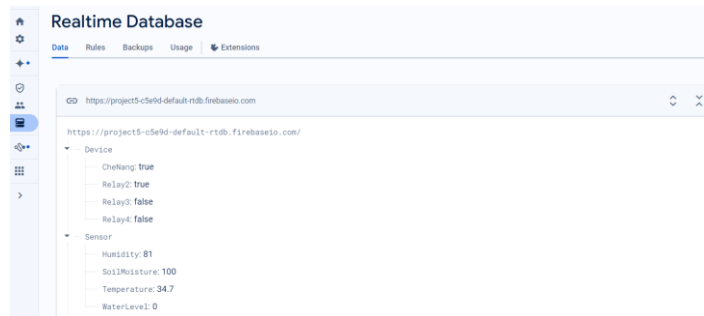 Realtime Database
Data Rules Backups Usage Extensions
https://project5-c5e9d-default-rtdb.firebaseio.com
https://project5-c5e9d-default-rtdb.firebaseio.com/
Device
CheNang: true
Relay2: true
Relay3: false
Relay4: false
Sensor
Humidity: 81
SoilMoisture: 100
Temperature: 34.7
WaterLevel: 0